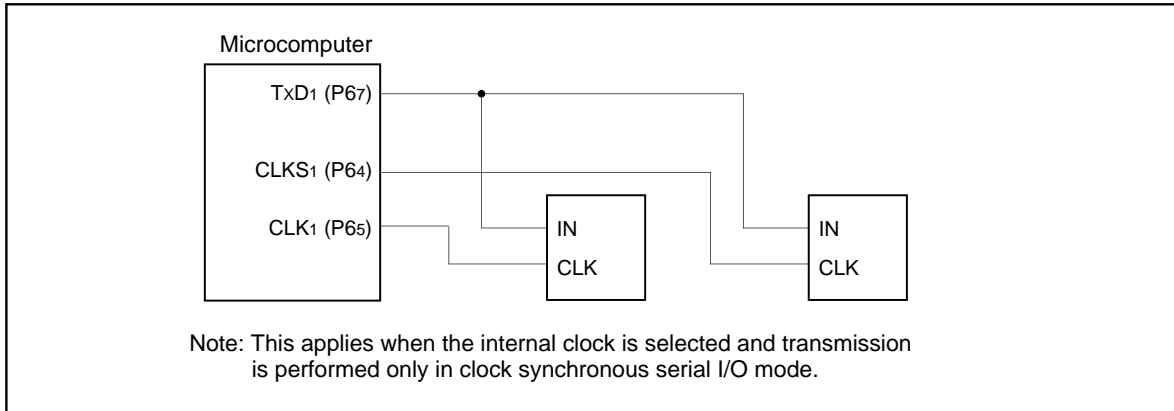 Microcomputer
TxD1 (P67)
CLKS1 (P64)
CLK1 (P65)
IN
CLK
IN
CLK
Note: This applies when the internal clock is selected and transmission
is performed only in clock synchronous serial I/O mode.